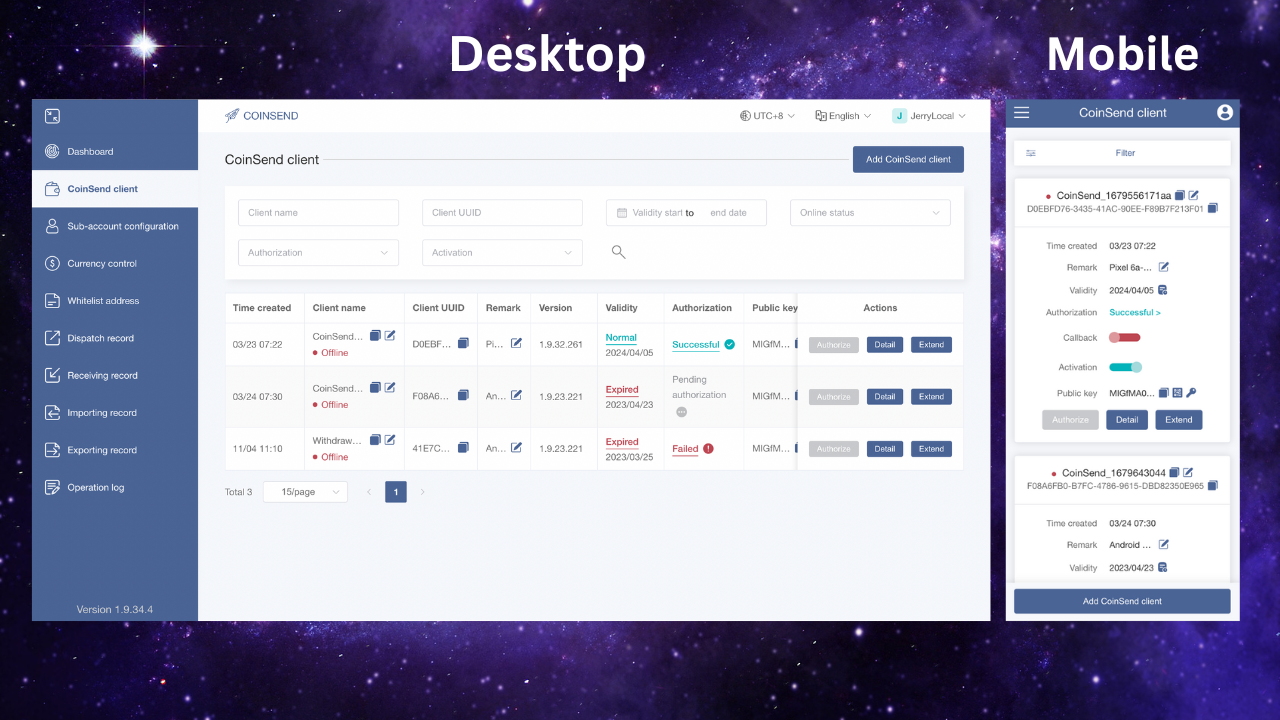 Desktop
Mobile
COINSEND
UTC+8
English
J
JerryLocal
Dashboard
CoinSend client
Sub-account configuration
Currency control
Whitelist address
Dispatch record
Receiving record
Importing record
Exporting record
Operation log
Version 1.9.34.4
CoinSend client
Add CoinSend client
Client name
Client UUID
Validity start to end date
Online status
Authorization
Activation
Time created Client name Client UUID Remark Version Validity Authorization Public key Actions
03/23 07:22 CoinSend... D0EBF... Pi... 1.9.32.261 Normal Successful MIGfM... Authorize Detail Extend
Offline 2024/04/05
03/24 07:30 CoinSend... F08A6... An... 1.9.23.221 Expired Pending MIGfM... Authorize Detail Extend
Offline 2023/04/23 authorization
11/04 11:10 Withdraw... 41E7C... An... 1.9.23.221 Expired Failed MIGfM... Authorize Detail Extend
Offline 2023/03/25
Total 3 15/page 1
CoinSend client
Filter
CoinSend_1679556171aa
D0EBFD76-3435-41AC-90EE-F89B7F213F01
Time created 03/23 07:22
Remark Pixel 6a-...
Validity 2024/04/05
Authorization Successful >
Callback
Activation
Public key MIGfMA0...
Authorize Detail Extend
CoinSend_1679643044
F08A6FB0-B7FC-4786-9615-DBD82350E965
Time created 03/24 07:30
Remark Android ...
Validity 2023/04/23
Add CoinSend client